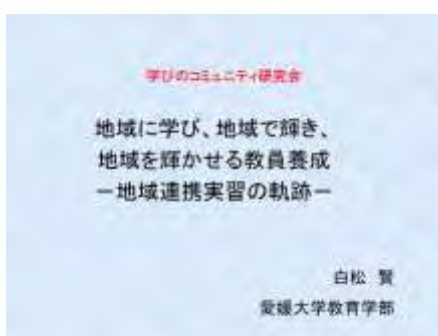 学びのコミュニティ研究会
地域に学び、地域で輝き、
地域を輝かせる教員養成
－地域連携実習の軌跡－
白松　賢
愛媛大学教育学部